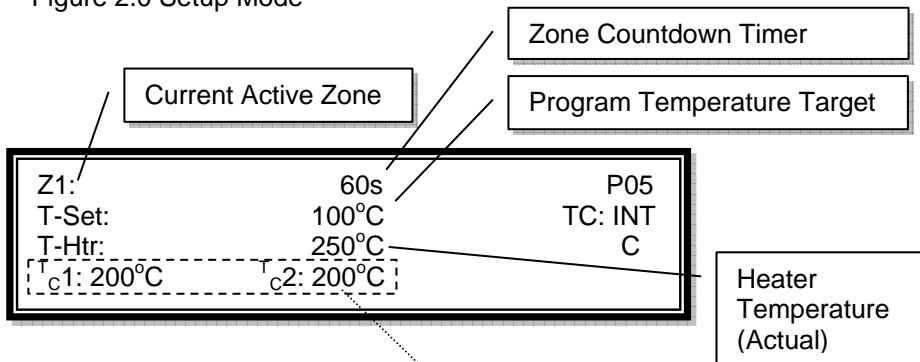 Figure 2.0 Setup Mode
Zone Countdown Timer
Current Active Zone
Program Temperature Target
Z1: 60s P05
T-Set: 100°C TC: INT
T-Htr: 250°C C
Tc1: 200°C Tc2: 200°C
Heater
Temperature
(Actual)